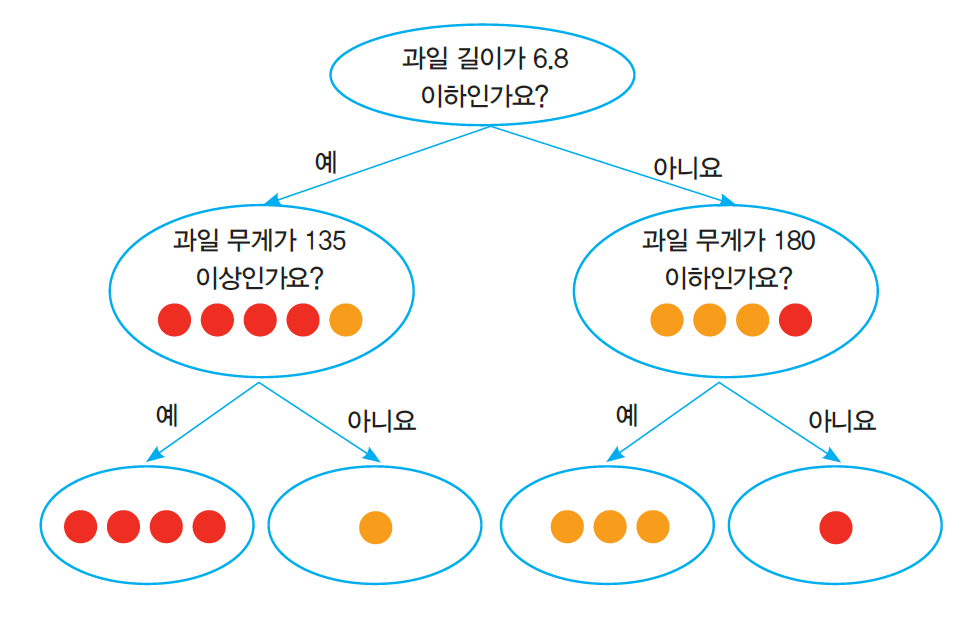 과일 길이가 6.8
이하인가요?
예
아니요
과일 무게가 135
이상인가요?
과일 무게가 180
이하인가요?
예
아니요
예
아니요